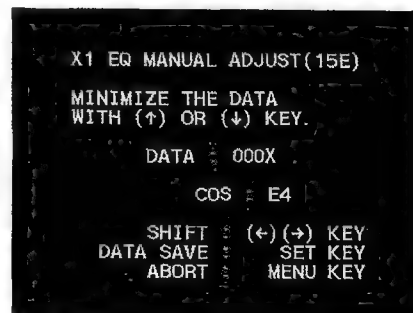 X1 EQ MANUAL ADJUST(15E)
MINIMIZE THE DATA
WITH (↑) OR (↓) KEY.
DATA : 000X
COS : E4
SHIFT : (←)(→) KEY
DATA SAVE : SET KEY
ABORT : MENU KEY